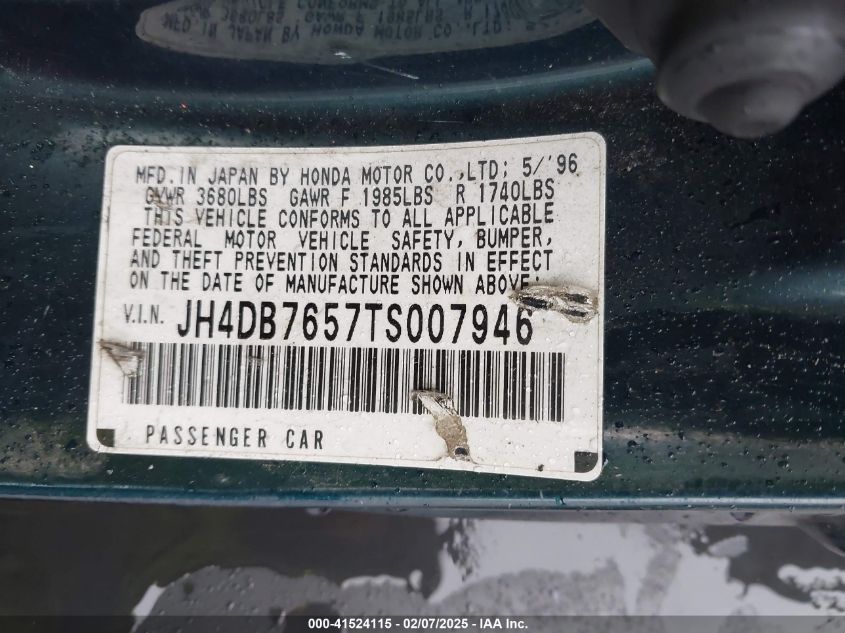 MFD. IN JAPAN BY HONDA MOTOR CO., LTD; 5/'96
GVWR 3680LBS GAWR F 1985LBS R 1740LBS
THIS VEHICLE CONFORMS TO ALL APPLICABLE
FEDERAL MOTOR VEHICLE SAFETY, BUMPER,
AND THEFT PREVENTION STANDARDS IN EFFECT
ON THE DATE OF MANUFACTURE SHOWN ABOVE.
V.I.N. JH4DB7657TS007946
PASSENGER CAR
000-41524115 - 02/07/2025 - IAA Inc.